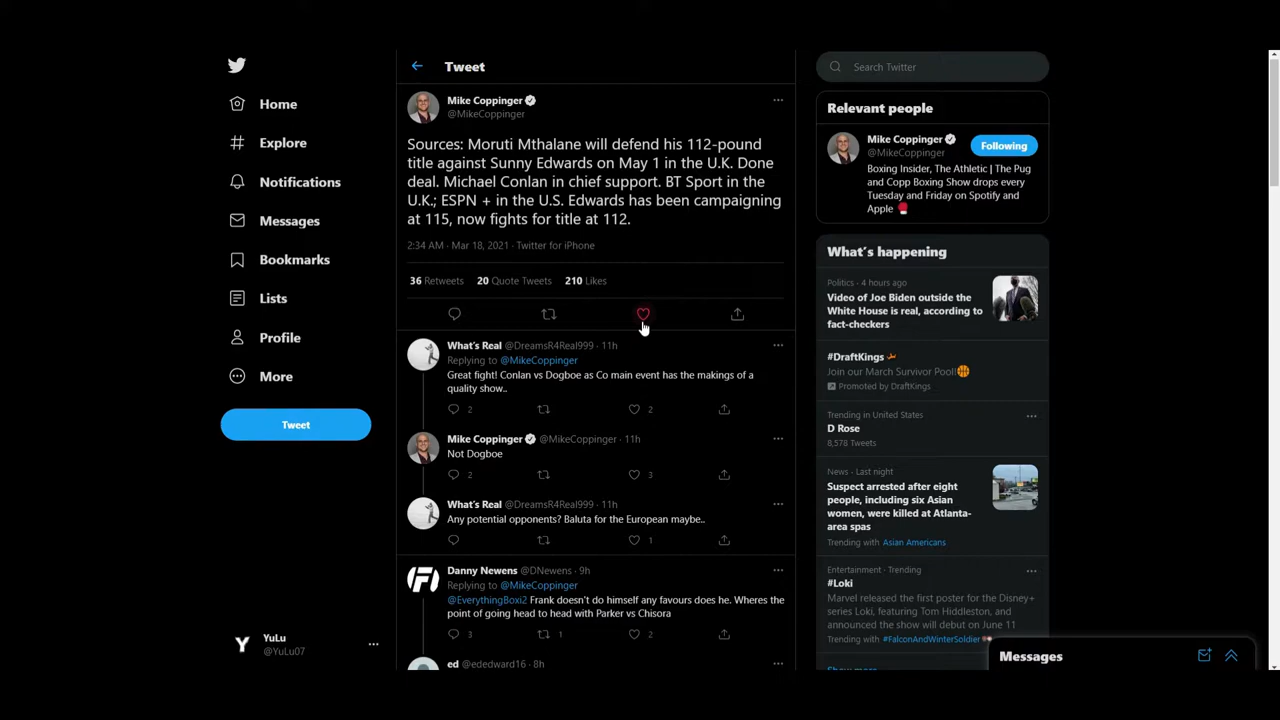 Home
Explore
Notifications
Messages
Bookmarks
Lists
Profile
More
Tweet
YuLu
@YuLu07
Tweet
Mike Coppinger
@MikeCoppinger
Sources: Moruti Mthalane will defend his 112-pound
title against Sunny Edwards on May 1 in the U.K. Done
deal. Michael Conlan in chief support. BT Sport in the
U.K.; ESPN + in the U.S. Edwards has been campaigning
at 115, now fights for title at 112.
2:34 AM · Mar 18, 2021 · Twitter for iPhone
36 Retweets 20 Quote Tweets 210 Likes
What's Real @DreamsR4Real999 · 11h
Replying to @MikeCoppinger
Great fight! Conlan vs Dogboe as Co main event has the makings of a
quality show..
2 2
Mike Coppinger @MikeCoppinger · 11h
Not Dogboe
2 3
What's Real @DreamsR4Real999 · 11h
Any potential opponents? Baluta for the European maybe..
1
Danny Newens @DNewens · 9h
Replying to @MikeCoppinger
@EverythingBoxi2 Frank doesn't do himself any favours does he. Wheres the
point of going head to head with Parker vs Chisora
3 1 2
ed @ededward16 · 8h
Search Twitter
Relevant people
Mike Coppinger
@MikeCoppinger
Following
Boxing Insider, The Athletic | The Pug
and Copp Boxing Show drops every
Tuesday and Friday on Spotify and
Apple
What's happening
Politics · 4 hours ago
Video of Joe Biden outside the
White House is real, according to
fact-checkers
#DraftKings
Join our March Survivor Pool!
Promoted by DraftKings
Trending in United States
D Rose
8,578 Tweets
News · Last night
Suspect arrested after eight
people, including six Asian
women, were killed at Atlanta-
area spas
Trending with Asian Americans
Entertainment · Trending
#Loki
Marvel released the first poster for the Disney+
series Loki, featuring Tom Hiddleston, and
announced the show will debut on June 11
Trending with #FalconAndWinterSoldier
Show more
Messages